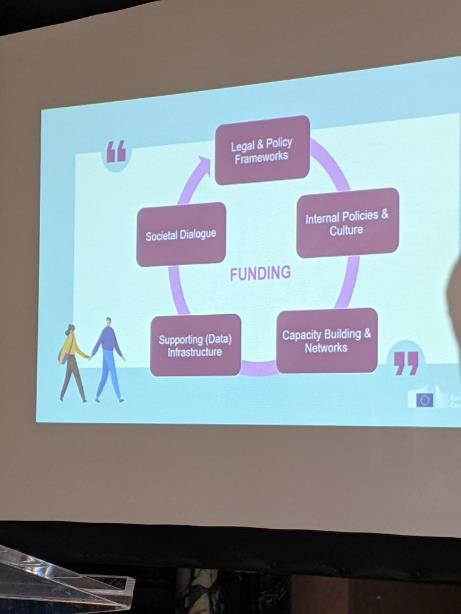 Legal & Policy
Frameworks
Internal Policies &
Culture
Capacity Building &
Networks
Supporting (Data)
Infrastructure
Societal Dialogue
FUNDING